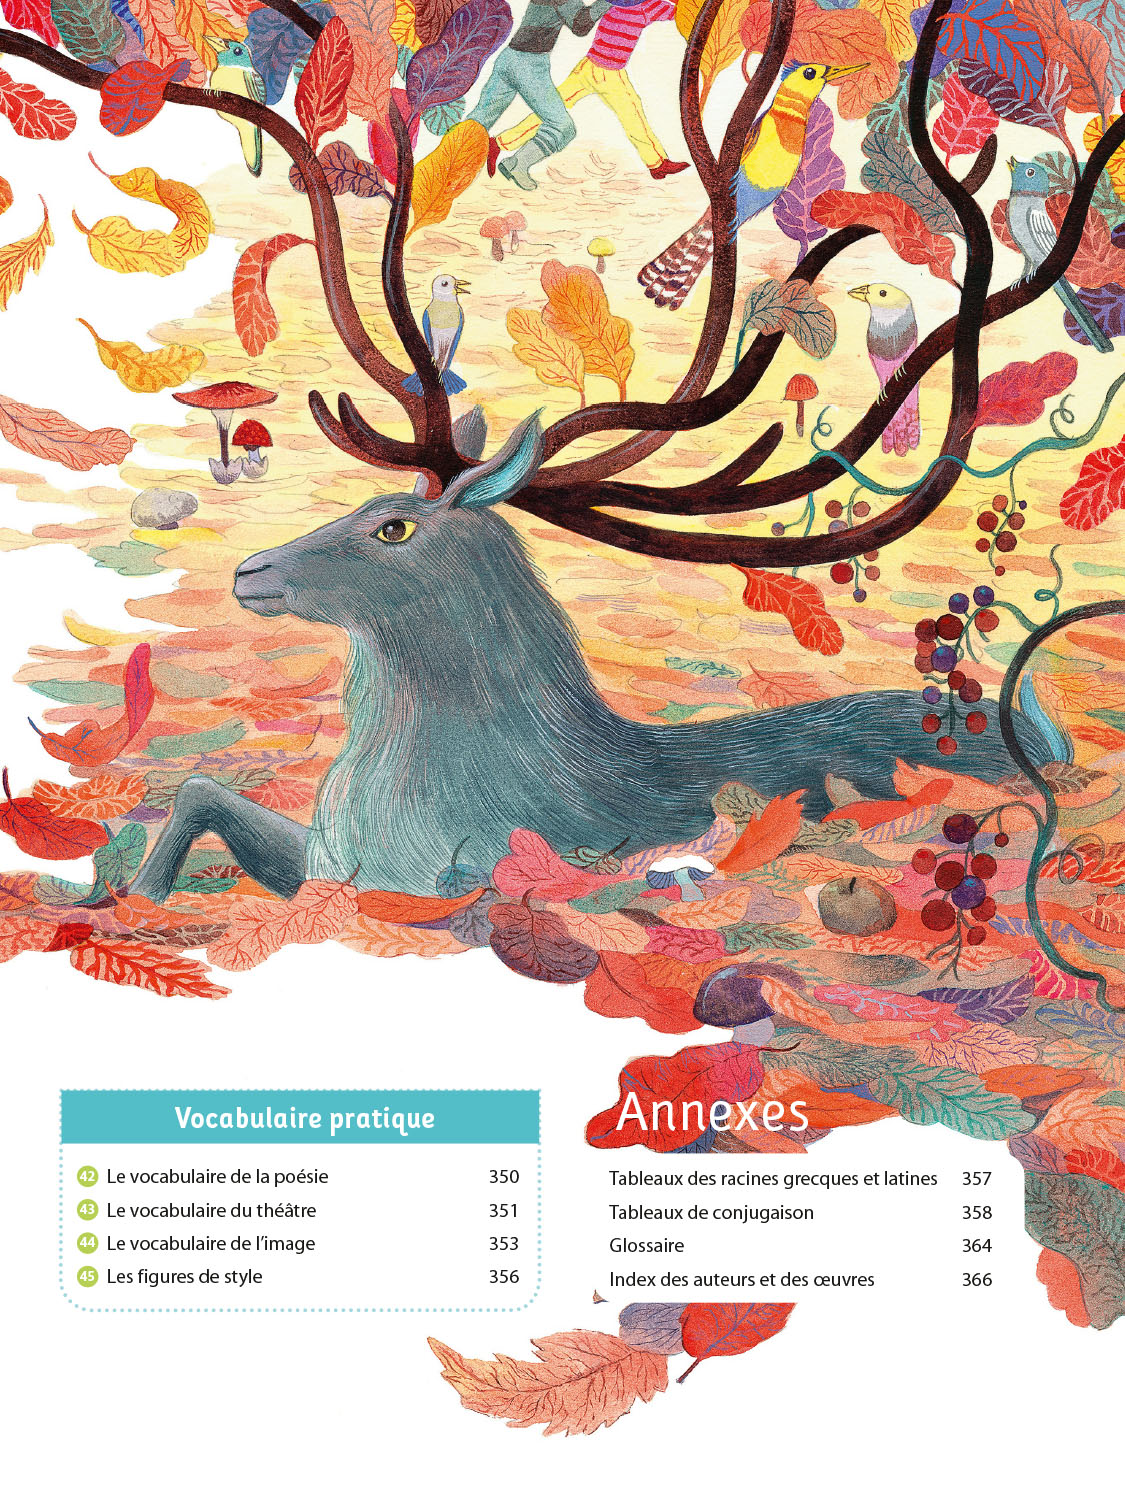 Vocabulaire pratique
42 Le vocabulaire de la poésie 350
43 Le vocabulaire du théâtre 351
44 Le vocabulaire de l'image 353
45 Les figures de style 356
Annexes
Tableaux des racines grecques et latines 357
Tableaux de conjugaison 358
Glossaire 364
Index des auteurs et des œuvres 366